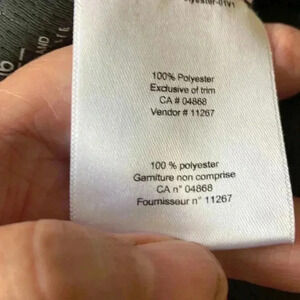 100% Polyester
Exclusive of trim
CA # 04868
Vendor # 11267
100 % polyester
Garniture non comprise
CA n° 04868
Fournisseur n° 11267